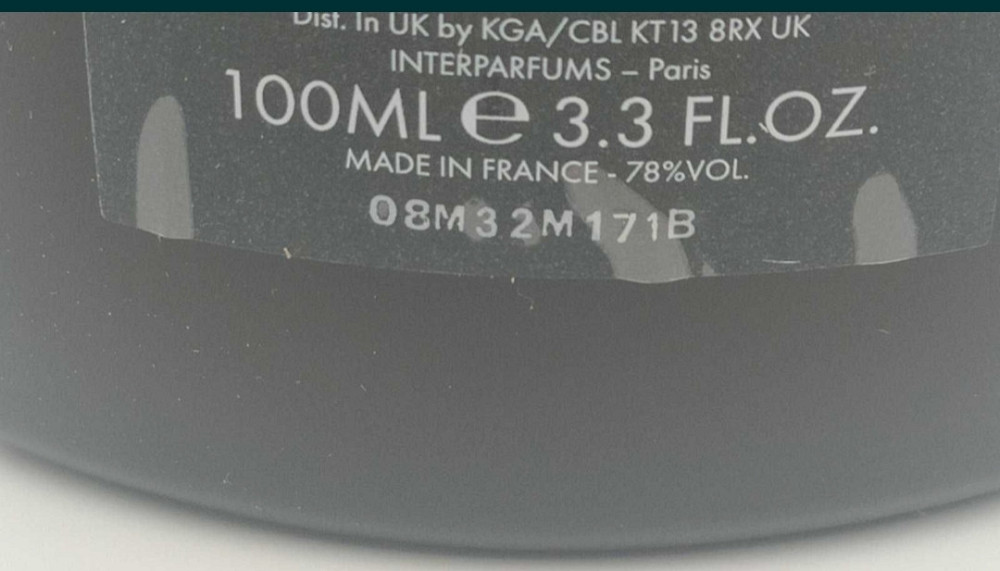 Dist. In UK by KGA/CBL KT13 8RX UK
INTERPARFUMS – Paris
100ML e 3.3 FL.OZ.
MADE IN FRANCE - 78%VOL.
08M32M171B